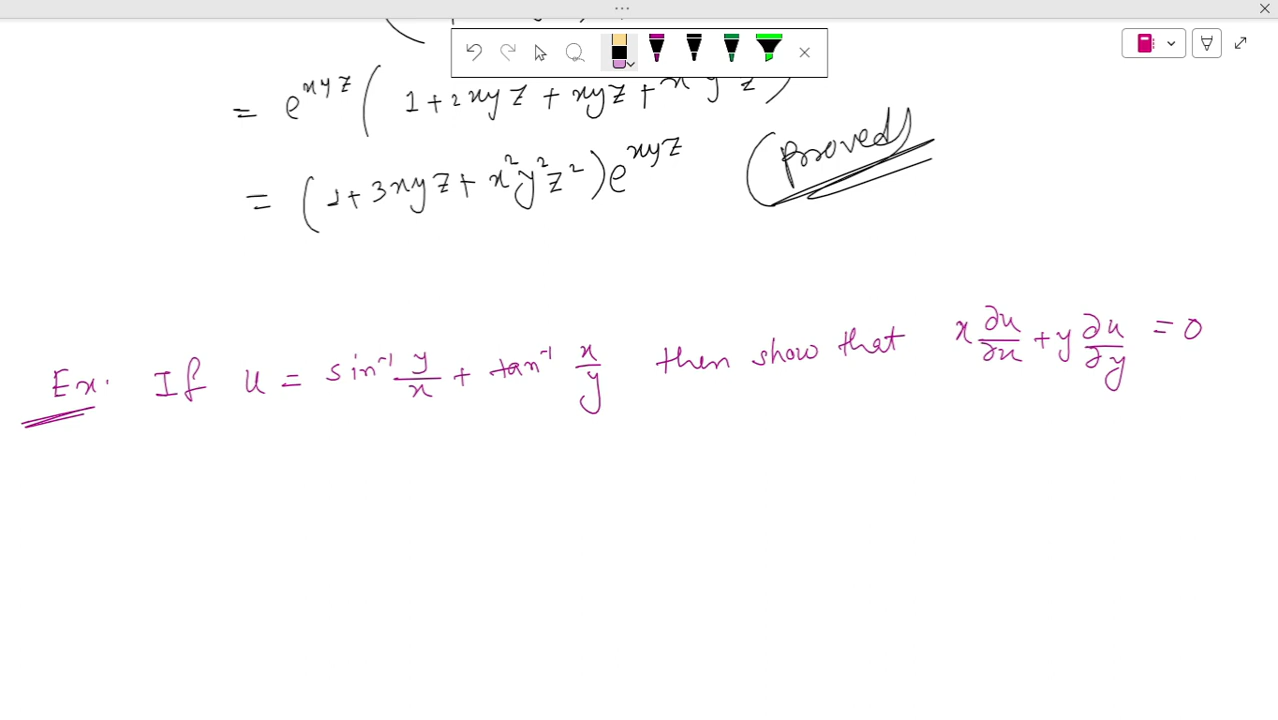 = e^{xyz} ( 1 + 2xyz + xyz + x y z )
= (1 + 3xyz + x²y²z²) e^{xyz} (proved)
Ex. If u = sin⁻¹ y/x + tan⁻¹ x/y then show that x ∂u/∂x + y ∂u/∂y = 0